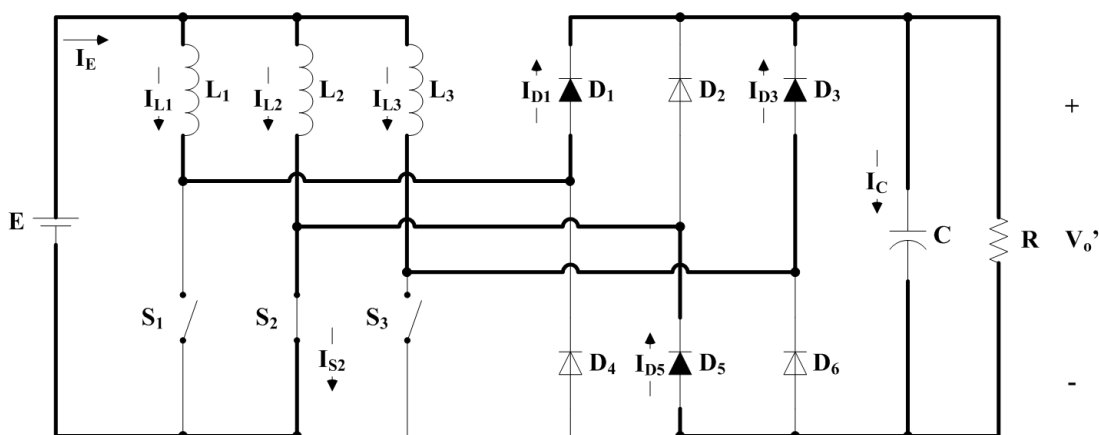 I_E
I_L1 L_1 I_L2 L_2 I_L3 L_3 I_D1 D_1 D_2 I_D3 D_3
+
I_C
E C R V_o'
S_1 S_2 S_3
I_S2 D_4 I_D5 D_5 D_6 -